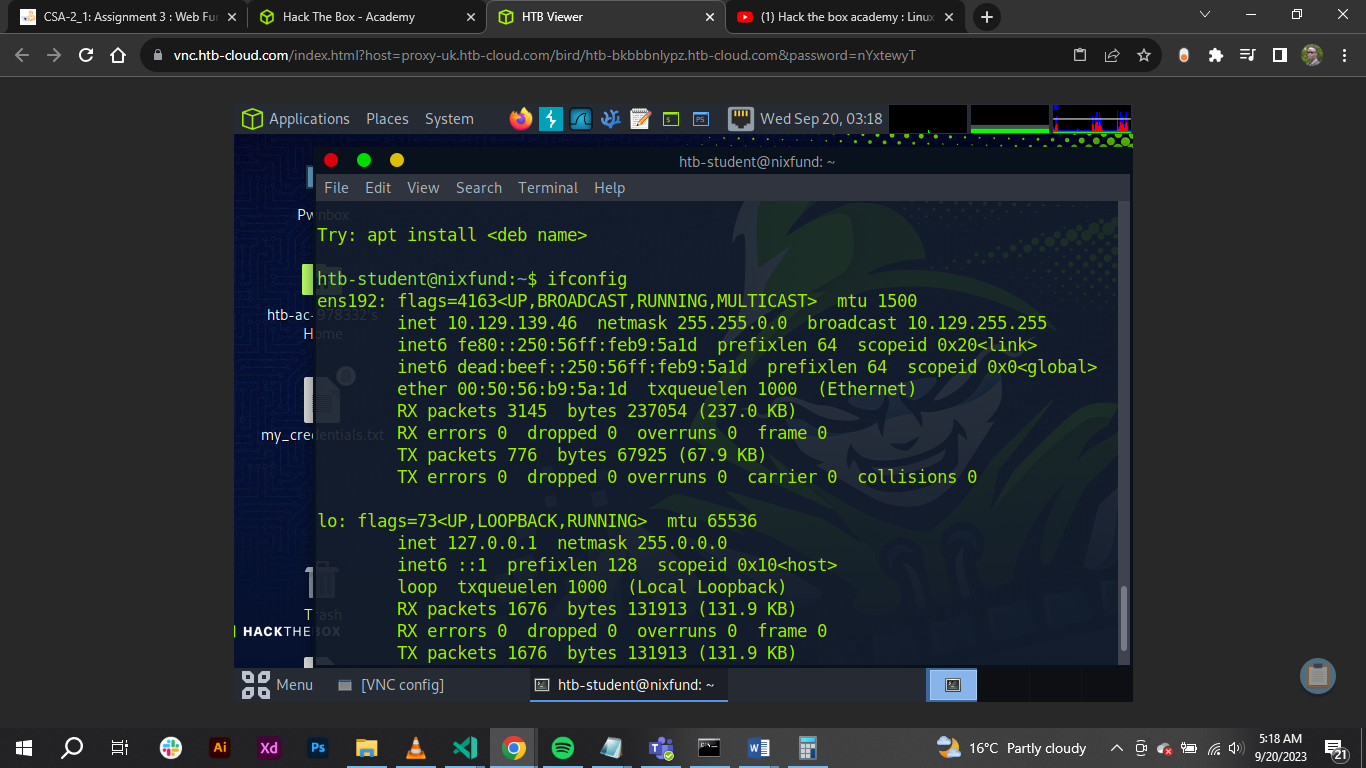 CSA-2_1: Assignment 3 : Web Fur
Hack The Box - Academy
HTB Viewer
(1) Hack the box academy : Linux
vnc.htb-cloud.com/index.html?host=proxy-uk.htb-cloud.com/bird/htb-bkbbbnlypz.htb-cloud.com&password=nYxtewyT
Applications Places System
Wed Sep 20, 03:18
htb-student@nixfund: ~
File Edit View Search Terminal Help
Pwnbox
Try: apt install <deb name>
htb-student@nixfund:~$ ifconfig
ens192: flags=4163<UP,BROADCAST,RUNNING,MULTICAST>  mtu 1500
inet 10.129.139.46  netmask 255.255.0.0  broadcast 10.129.255.255
inet6 fe80::250:56ff:feb9:5a1d  prefixlen 64  scopeid 0x20<link>
inet6 dead:beef::250:56ff:feb9:5a1d  prefixlen 64  scopeid 0x0<global>
ether 00:50:56:b9:5a:1d  txqueuelen 1000  (Ethernet)
RX packets 3145  bytes 237054 (237.0 KB)
RX errors 0  dropped 0  overruns 0  frame 0
TX packets 776  bytes 67925 (67.9 KB)
TX errors 0  dropped 0 overruns 0  carrier 0  collisions 0
htb-ac-978332's
Home
my_credentials.txt
lo: flags=73<UP,LOOPBACK,RUNNING>  mtu 65536
inet 127.0.0.1  netmask 255.0.0.0
inet6 ::1  prefixlen 128  scopeid 0x10<host>
loop  txqueuelen 1000  (Local Loopback)
RX packets 1676  bytes 131913 (131.9 KB)
RX errors 0  dropped 0  overruns 0  frame 0
TX packets 1676  bytes 131913 (131.9 KB)
Trash
HACKTHEBOX
Menu
[VNC config]
htb-student@nixfund: ~
Ai
Xd
Ps
16°C Partly cloudy
5:18 AM
9/20/2023
21